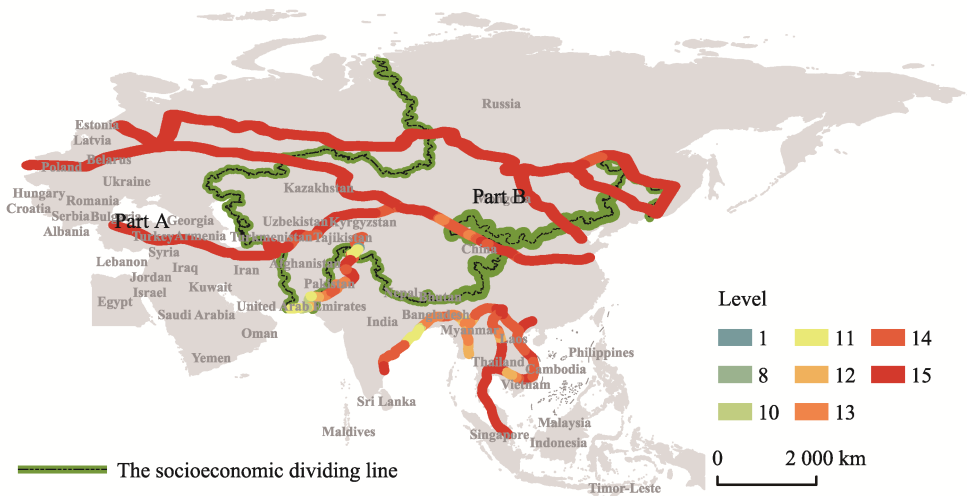 Russia
Estonia
Latvia
Belarus
Poland
Ukraine
Kazakhstan
Part B
Hungary
Romania
Croatia
Serbia
Part A
Georgia
Uzbekistan
Kyrgyzstan
Albania
Turkey
Armenia
Turkmenistan
Tajikistan
China
Syria
Lebanon
Iraq
Iran
Afghanistan
Jordan
Kuwait
Pakistan
Israel
Egypt
United Arab Emirates
Nepal
Saudi Arabia
India
Bangladesh
Oman
Myanmar
Laos
Yemen
Thailand
Philippines
Cambodia
Vietnam
Sri Lanka
Maldives
Malaysia
Singapore
Indonesia
Timor-Leste
Level
1 11 14
8 12 15
10 13
0 2 000 km
The socioeconomic dividing line